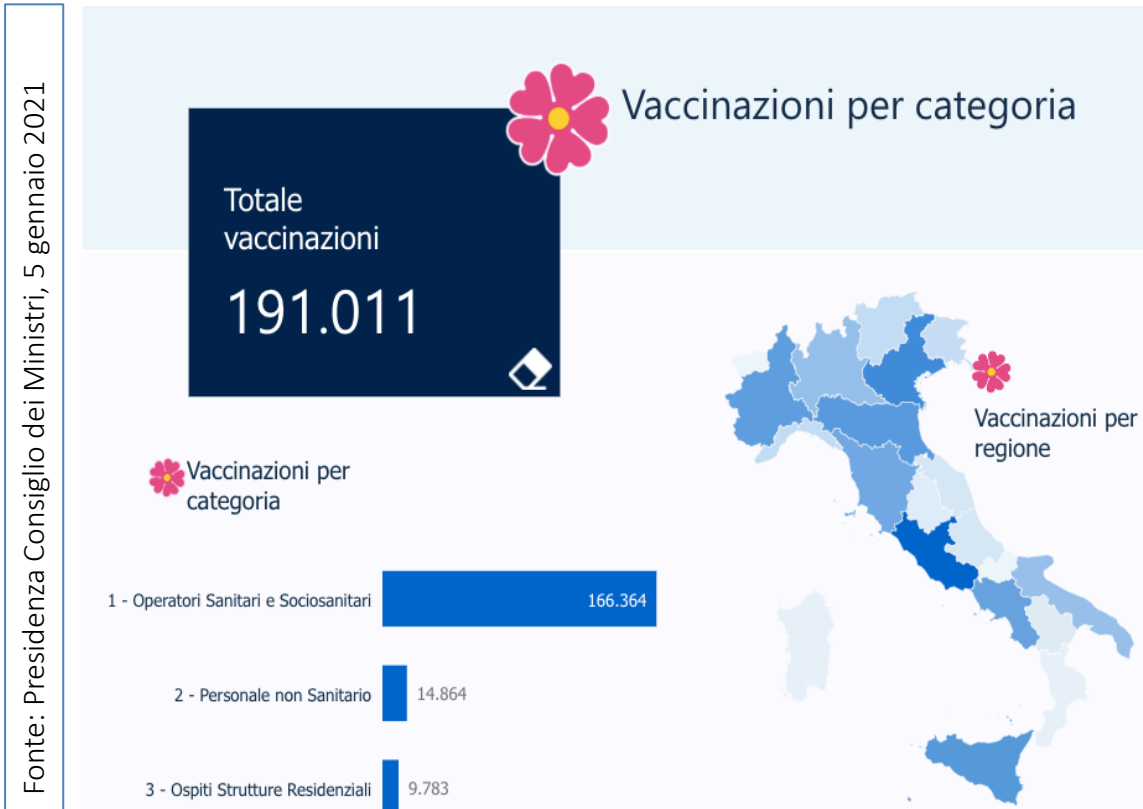 Fonte: Presidenza Consiglio dei Ministri, 5 gennaio 2021
Vaccinazioni per categoria
Totale
vaccinazioni
191.011
Vaccinazioni per
regione
Vaccinazioni per
categoria
1 - Operatori Sanitari e Sociosanitari
166.364
2 - Personale non Sanitario
14.864
3 - Ospiti Strutture Residenziali
9.783